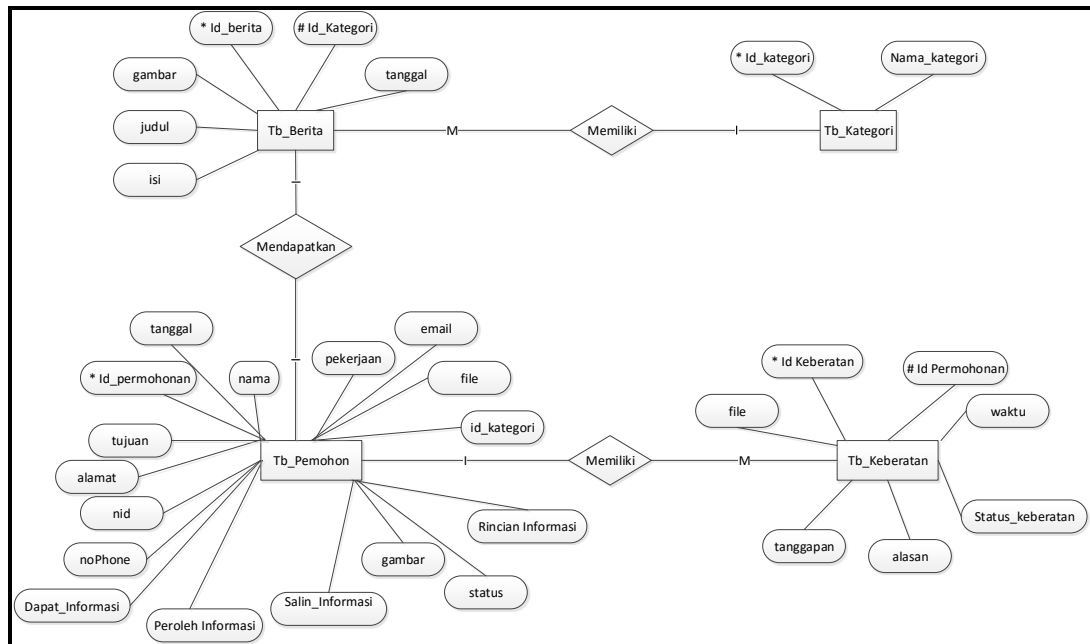 * Id_berita
# Id_Kategori
gambar
tanggal
judul
Tb_Berita
isi
M
Memiliki
I
* Id_kategori
Nama_kategori
Tb_Kategori
I
Mendapatkan
I
tanggal
email
pekerjaan
* Id_permohonan
nama
file
tujuan
id_kategori
Tb_Pemohon
alamat
nid
noPhone
Dapat_Informasi
Peroleh Informasi
Salin_Informasi
gambar
status
Rincian Informasi
I
Memiliki
M
* Id Keberatan
# Id Permohonan
file
waktu
Tb_Keberatan
Status_keberatan
tanggapan
alasan